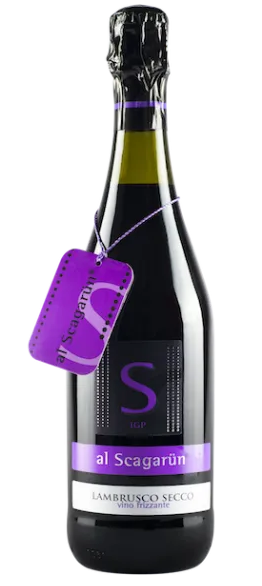 al Scagarün®
S
S
IGP
al Scagarün®
LAMBRUSCO SECCO
vino frizzante